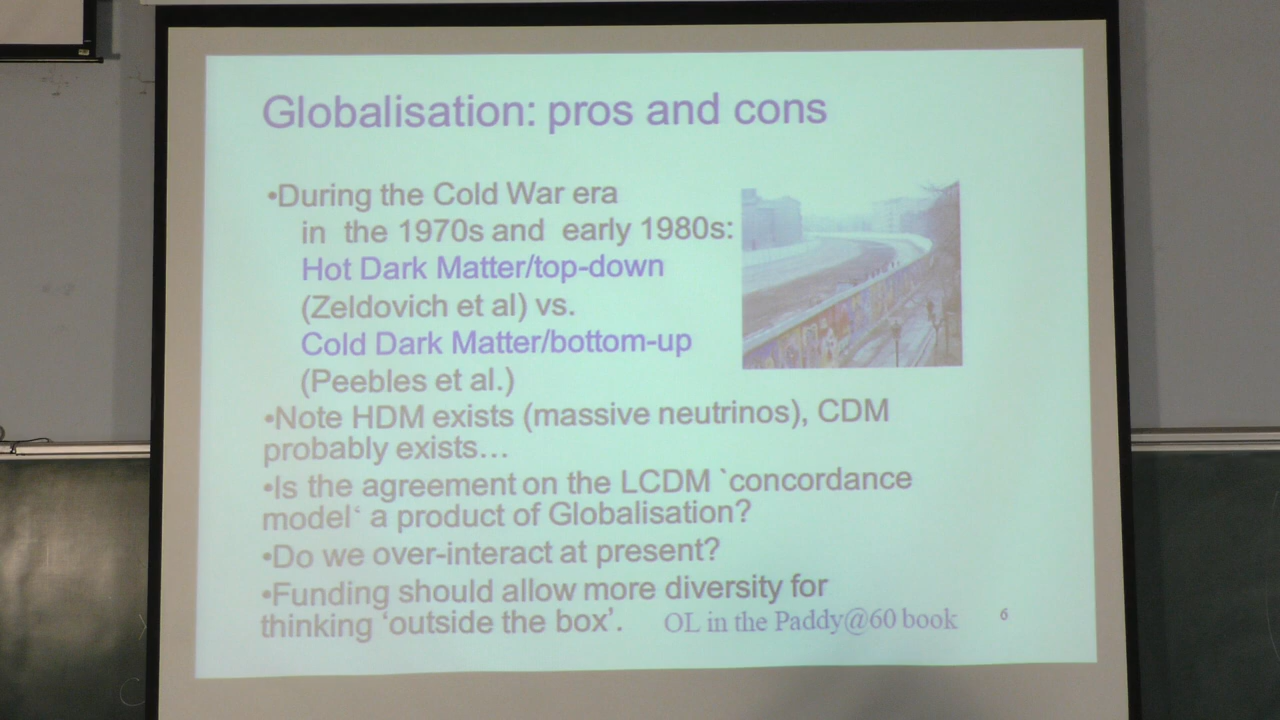 Globalisation: pros and cons
•During the Cold War era
in the 1970s and early 1980s:
Hot Dark Matter/top-down
(Zeldovich et al) vs.
Cold Dark Matter/bottom-up
(Peebles et al.)
•Note HDM exists (massive neutrinos), CDM
probably exists…
•Is the agreement on the LCDM `concordance
model‘ a product of Globalisation?
•Do we over-interact at present?
•Funding should allow more diversity for
thinking ‘outside the box’.
OL in the Paddy@60 book
6